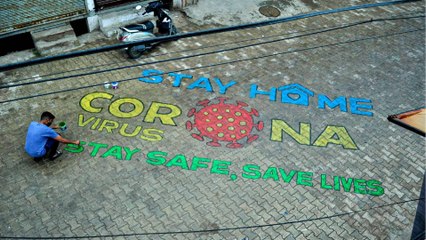 STAY HOME
CORONA
VIRUS
STAY SAFE, SAVE LIVES